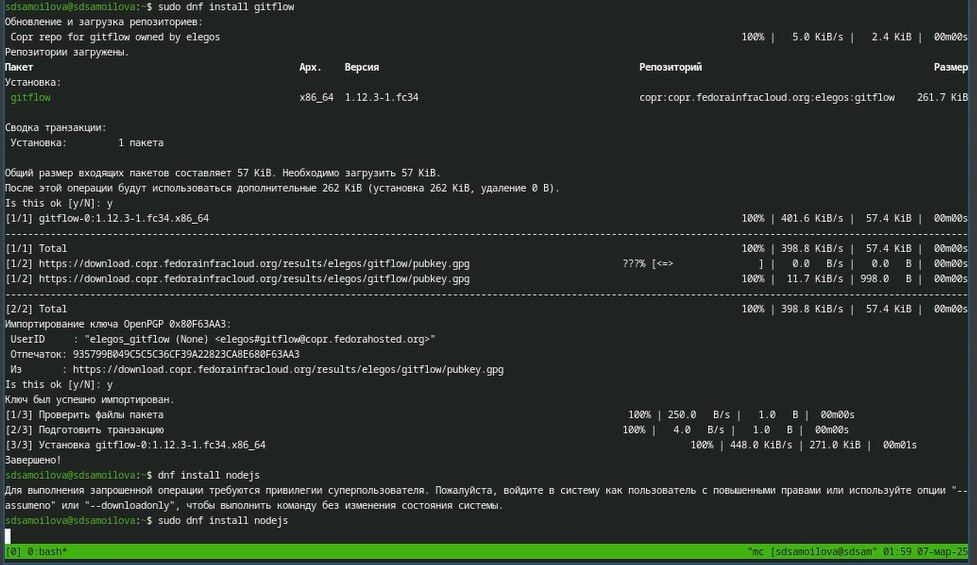 sdsamoilova@sdsamoilova:~$ sudo dnf install gitflow
Обновление и загрузка репозиториев:
Copr repo for gitflow owned by elegos 100% | 5.0 KiB/s | 2.4 KiB | 00m00s
Репозитории загружены.
Пакет Арх. Версия Репозиторий Размер
Установка:
gitflow x86_64 1.12.3-1.fc34 copr:copr.fedorainfracloud.org:elegos:gitflow 261.7 KiB
Сводка транзакции:
Установка: 1 пакета
Общий размер входящих пакетов составляет 57 KiB. Необходимо загрузить 57 KiB.
После этой операции будут использоваться дополнительные 262 KiB (установка 262 KiB, удаление 0 B).
Is this ok [y/N]: y
[1/1] gitflow-0:1.12.3-1.fc34.x86_64 100% | 401.6 KiB/s | 57.4 KiB | 00m00s
[1/1] Total 100% | 398.8 KiB/s | 57.4 KiB | 00m00s
[1/2] https://download.copr.fedorainfracloud.org/results/elegos/gitflow/pubkey.gpg ???% [<=> ] | 0.0 B/s | 0.0 B | 00m00s
[1/2] https://download.copr.fedorainfracloud.org/results/elegos/gitflow/pubkey.gpg 100% | 11.7 KiB/s | 998.0 B | 00m00s
[2/2] Total 100% | 398.8 KiB/s | 57.4 KiB | 00m00s
Импортирование ключа OpenPGP 0x80F63AA3:
UserID : "elegos_gitflow (None) <elegos#gitflow@copr.fedorahosted.org>"
Отпечаток: 935799B049C5C5C36CF39A22823CA8E680F63AA3
Из : https://download.copr.fedorainfracloud.org/results/elegos/gitflow/pubkey.gpg
Is this ok [y/N]: y
Ключ был успешно импортирован.
[1/3] Проверить файлы пакета 100% | 250.0 B/s | 1.0 B | 00m00s
[2/3] Подготовить транзакцию 100% | 4.0 B/s | 1.0 B | 00m00s
[3/3] Установка gitflow-0:1.12.3-1.fc34.x86_64 100% | 448.0 KiB/s | 271.0 KiB | 00m01s
Завершено!
sdsamoilova@sdsamoilova:~$ dnf install nodejs
Для выполнения запрошенной операции требуются привилегии суперпользователя. Пожалуйста, войдите в систему как пользователь с повышенными правами или используйте опции "--
assumeno" или "--downloadonly", чтобы выполнить команду без изменения состояния системы.
sdsamoilova@sdsamoilova:~$ sudo dnf install nodejs
[0] 0:bash* "mc [sdsamoilova@sdsam" 01:59 07-мар-25